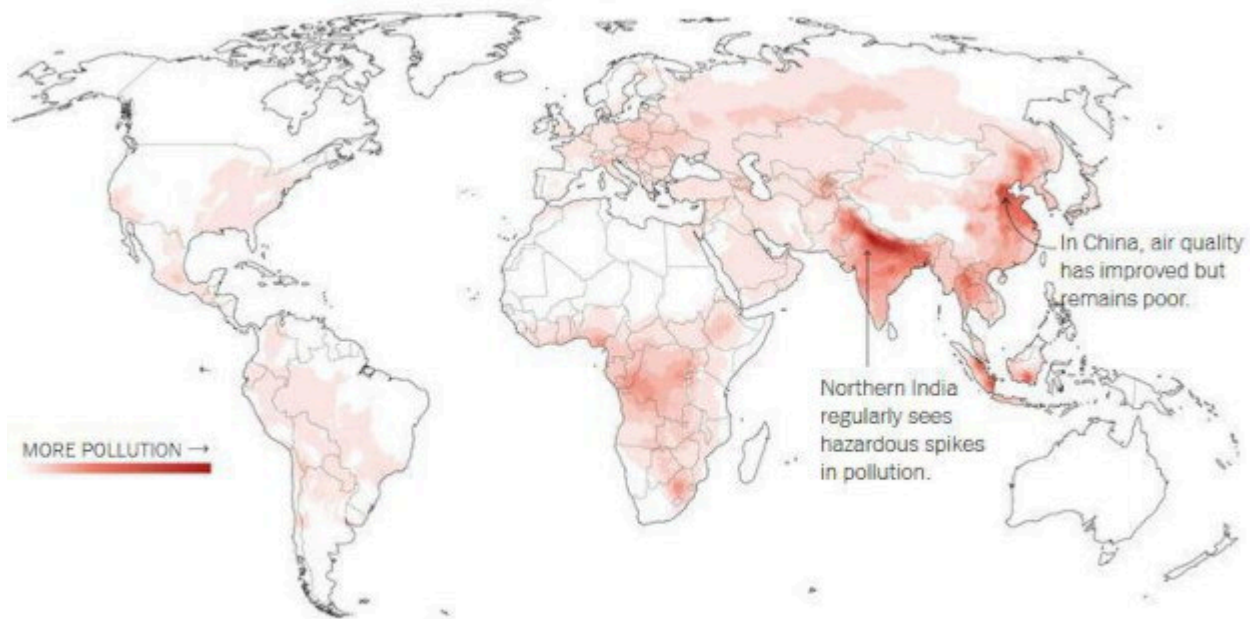 In China, air quality
has improved but
remains poor.
Northern India
regularly sees
hazardous spikes
in pollution.
MORE POLLUTION →